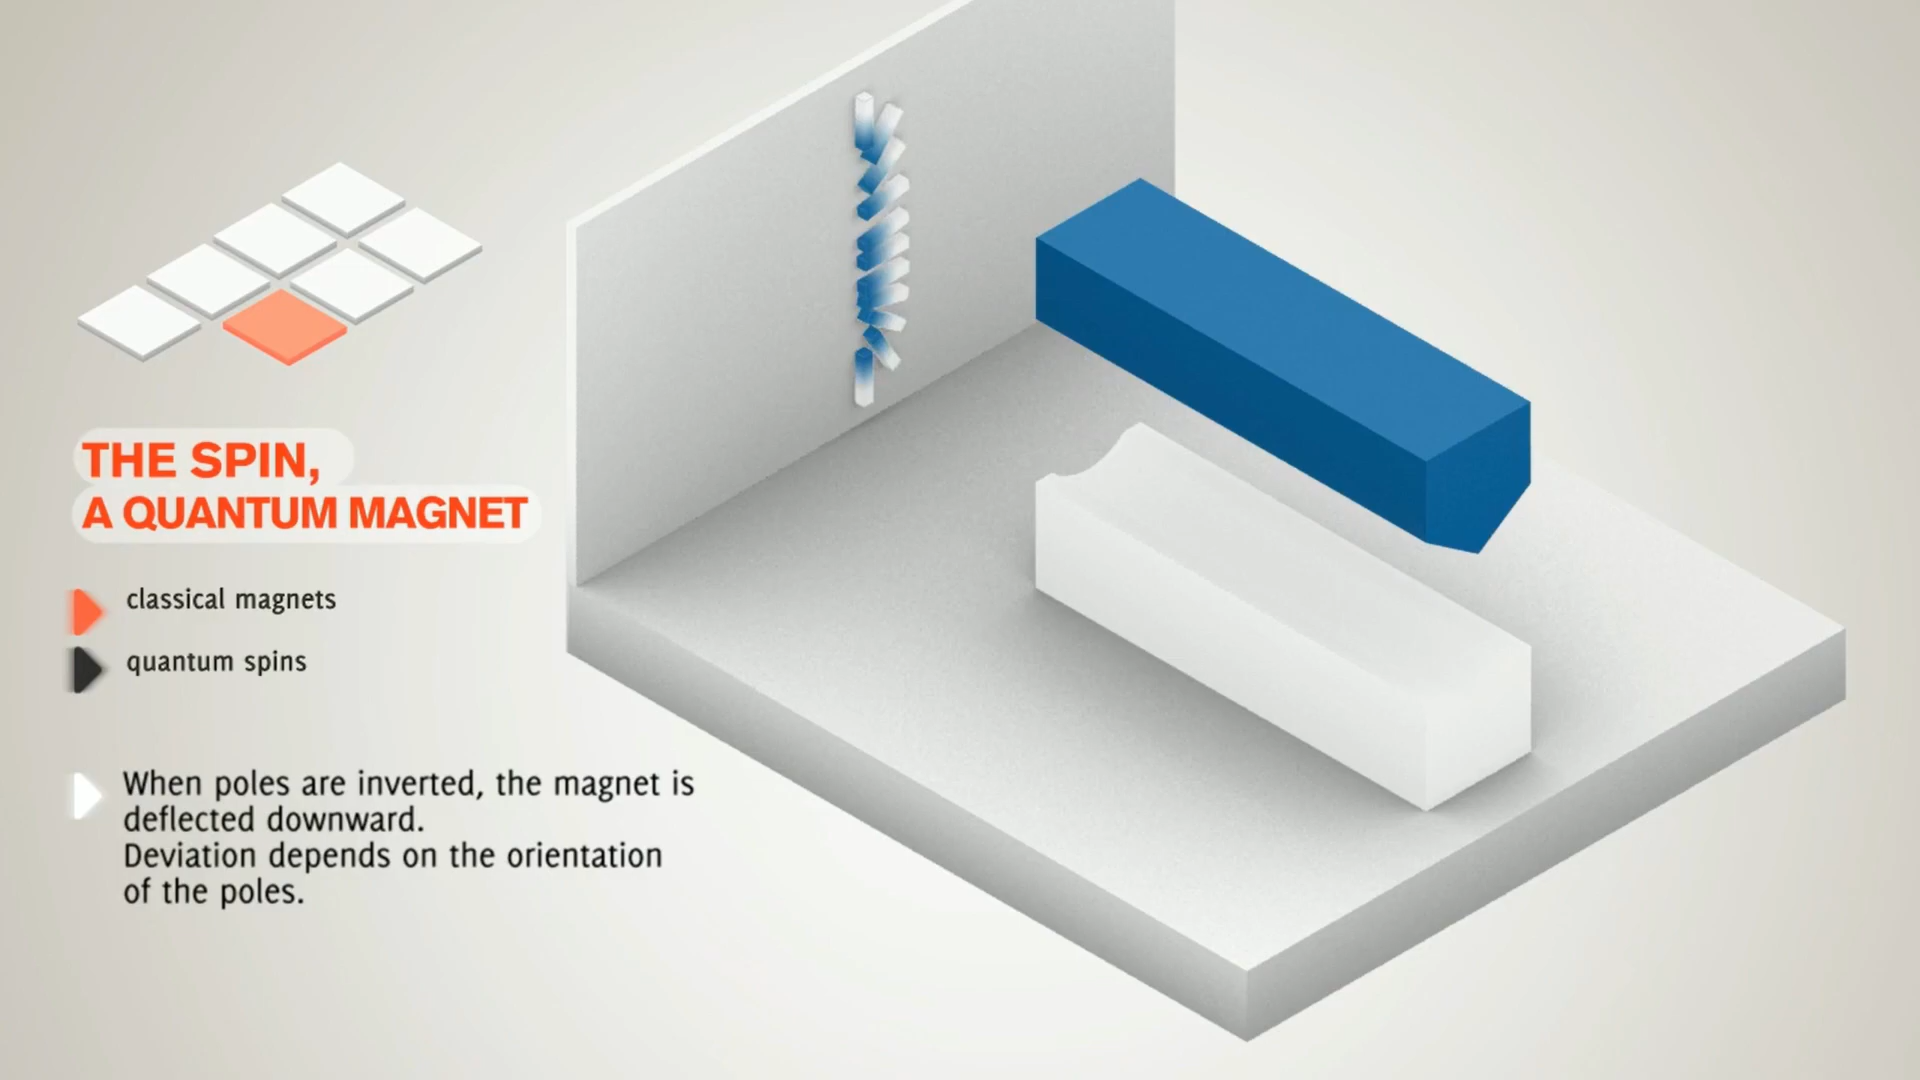 THE SPIN,
A QUANTUM MAGNET
classical magnets
quantum spins
When poles are inverted, the magnet is
deflected downward.
Deviation depends on the orientation
of the poles.